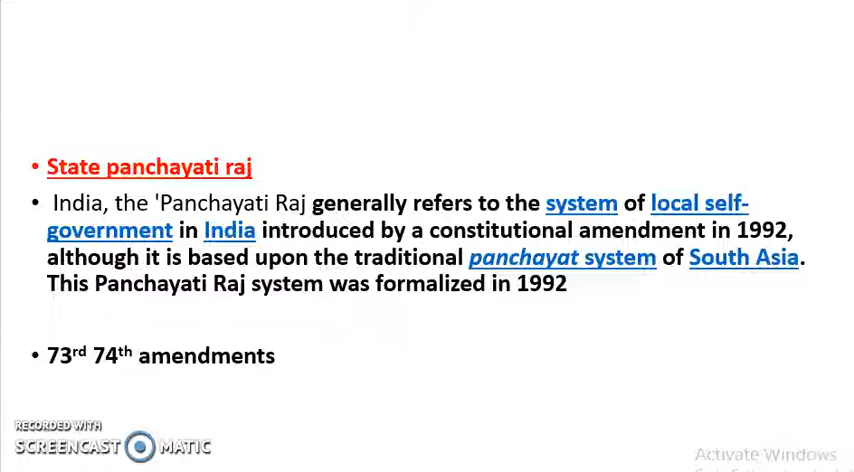 • State panchayati raj
• India, the 'Panchayati Raj generally refers to the system of local self-
government in India introduced by a constitutional amendment in 1992,
although it is based upon the traditional panchayat system of South Asia.
This Panchayati Raj system was formalized in 1992
• 73rd 74th amendments
RECORDED WITH
SCREENCAST MATIC
Activate Windows